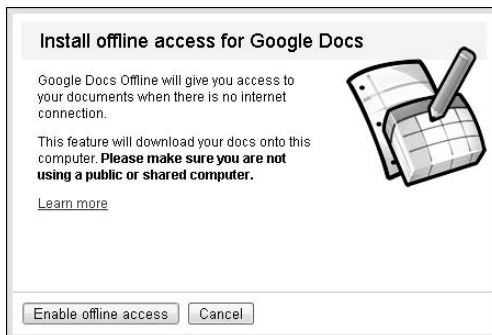 Install offline access for Google Docs
Google Docs Offline will give you access to
your documents when there is no internet
connection.
This feature will download your docs onto this
computer. Please make sure you are not
using a public or shared computer.
Learn more
Enable offline access
Cancel